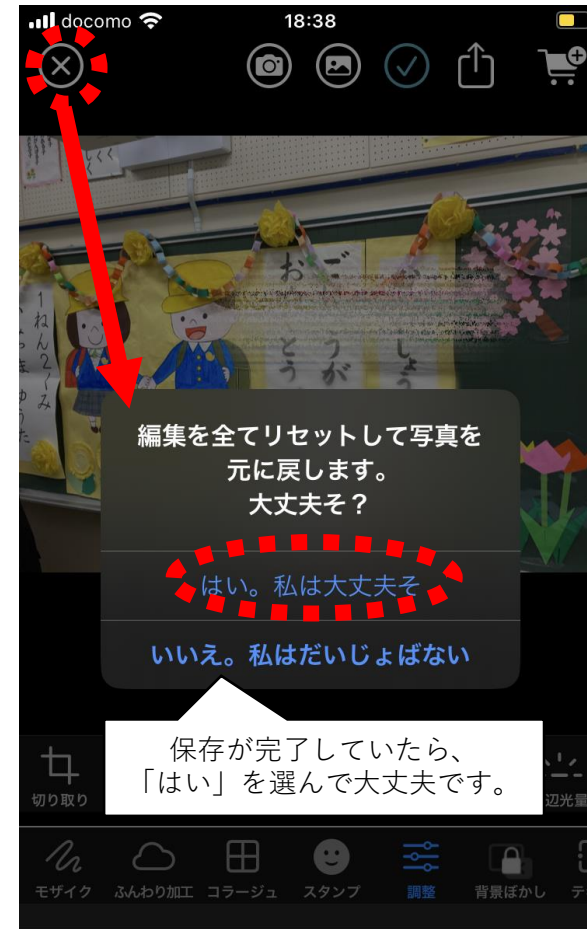 docomo
18:38
1ねん2くみ
編集を全てリセットして写真を
元に戻します。
大丈夫そ？
はい。私は大丈夫そ
いいえ。私はだいじょばない
保存が完了していたら、
「はい」を選んで大丈夫です。
切り取り
辺光量
モザイク
ふんわり加工
コラージュ
スタンプ
調整
背景ぼかし
テ